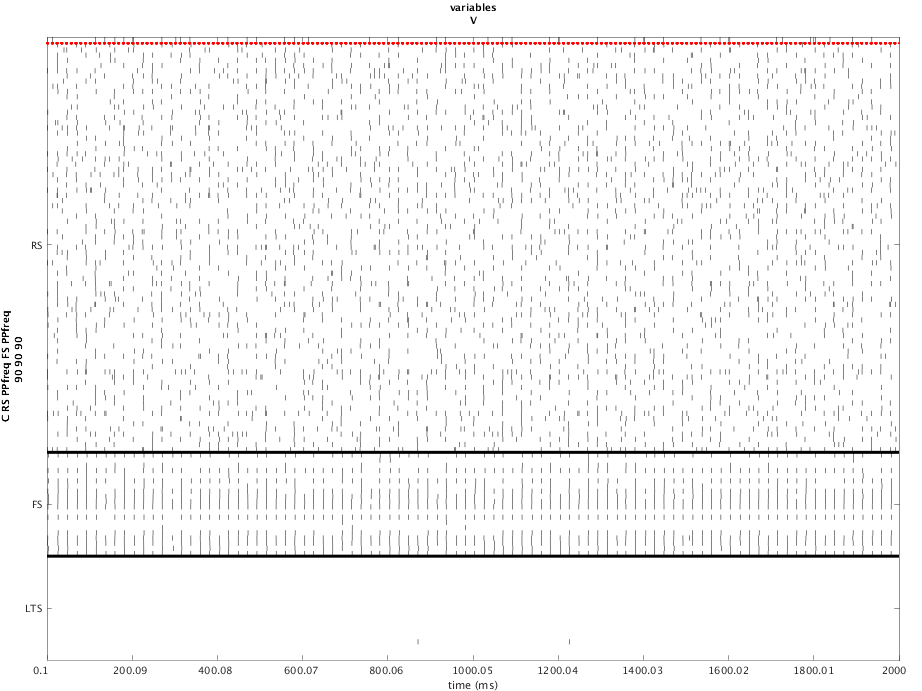 variables
V
RS
FS
LTS
C RS PPfreq FS PPfreq
90 90 90
0.1 200.09 400.08 600.07 800.06 1000.05 1200.04 1400.03 1600.02 1800.01 2000
time (ms)